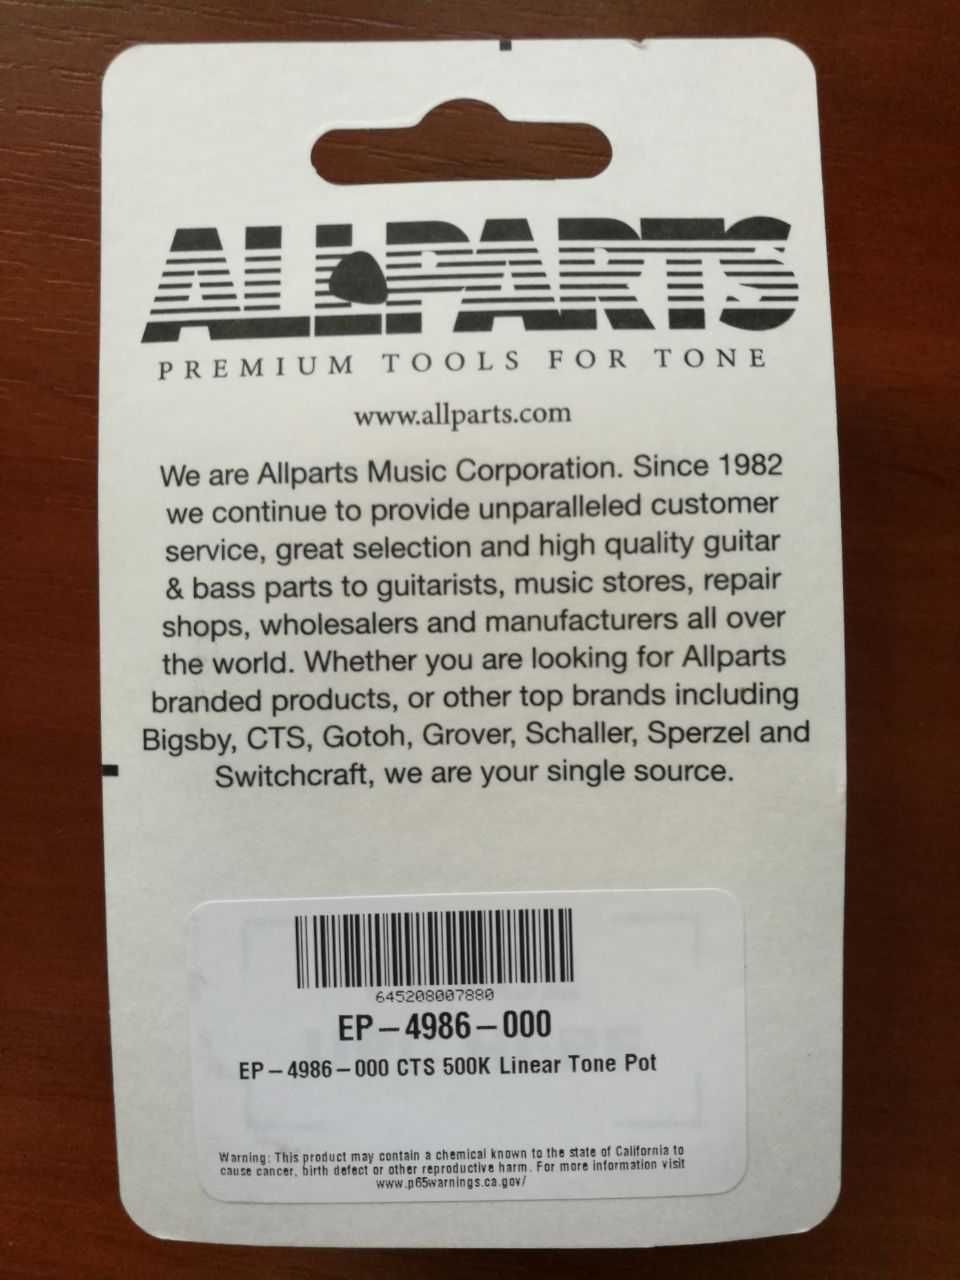 ALLPARTS
PREMIUM TOOLS FOR TONE
www.allparts.com
We are Allparts Music Corporation. Since 1982
we continue to provide unparalleled customer
service, great selection and high quality guitar
& bass parts to guitarists, music stores, repair
shops, wholesalers and manufacturers all over
the world. Whether you are looking for Allparts
branded products, or other top brands including
Bigsby, CTS, Gotoh, Grover, Schaller, Sperzel and
Switchcraft, we are your single source.
645208007880
EP-4986-000
EP-4986-000 CTS 500K Linear Tone Pot
Warning: This product may contain a chemical known to the state of California to
cause cancer, birth defect or other reproductive harm. For more information visit
www.p65warnings.ca.gov/